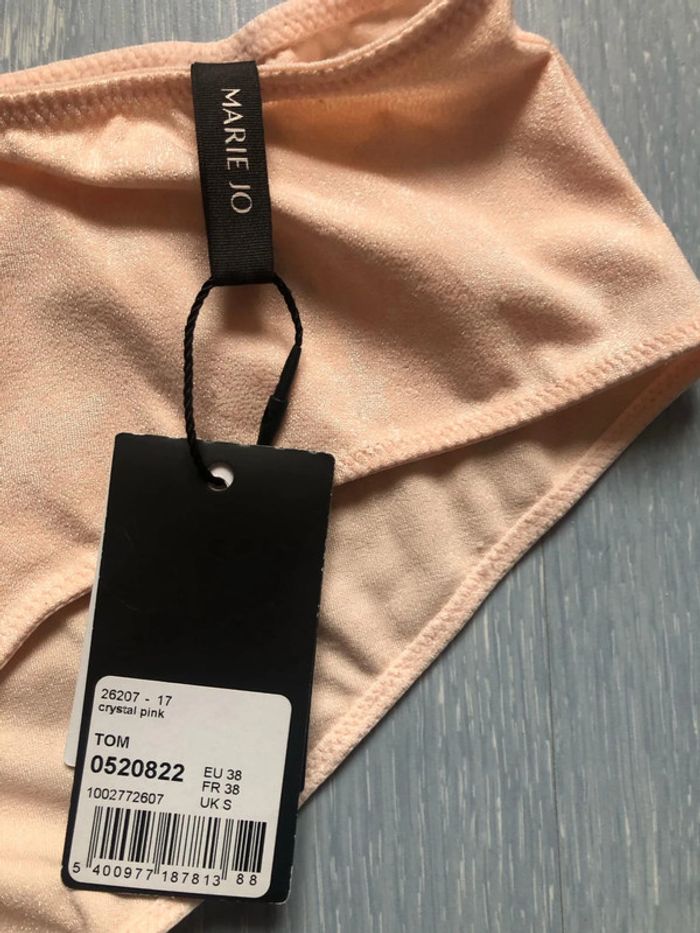 MARIE JO
26207 - 17
crystal pink
TOM
0520822
EU 38
FR 38
UK S
1002772607
5 400977 187813 88